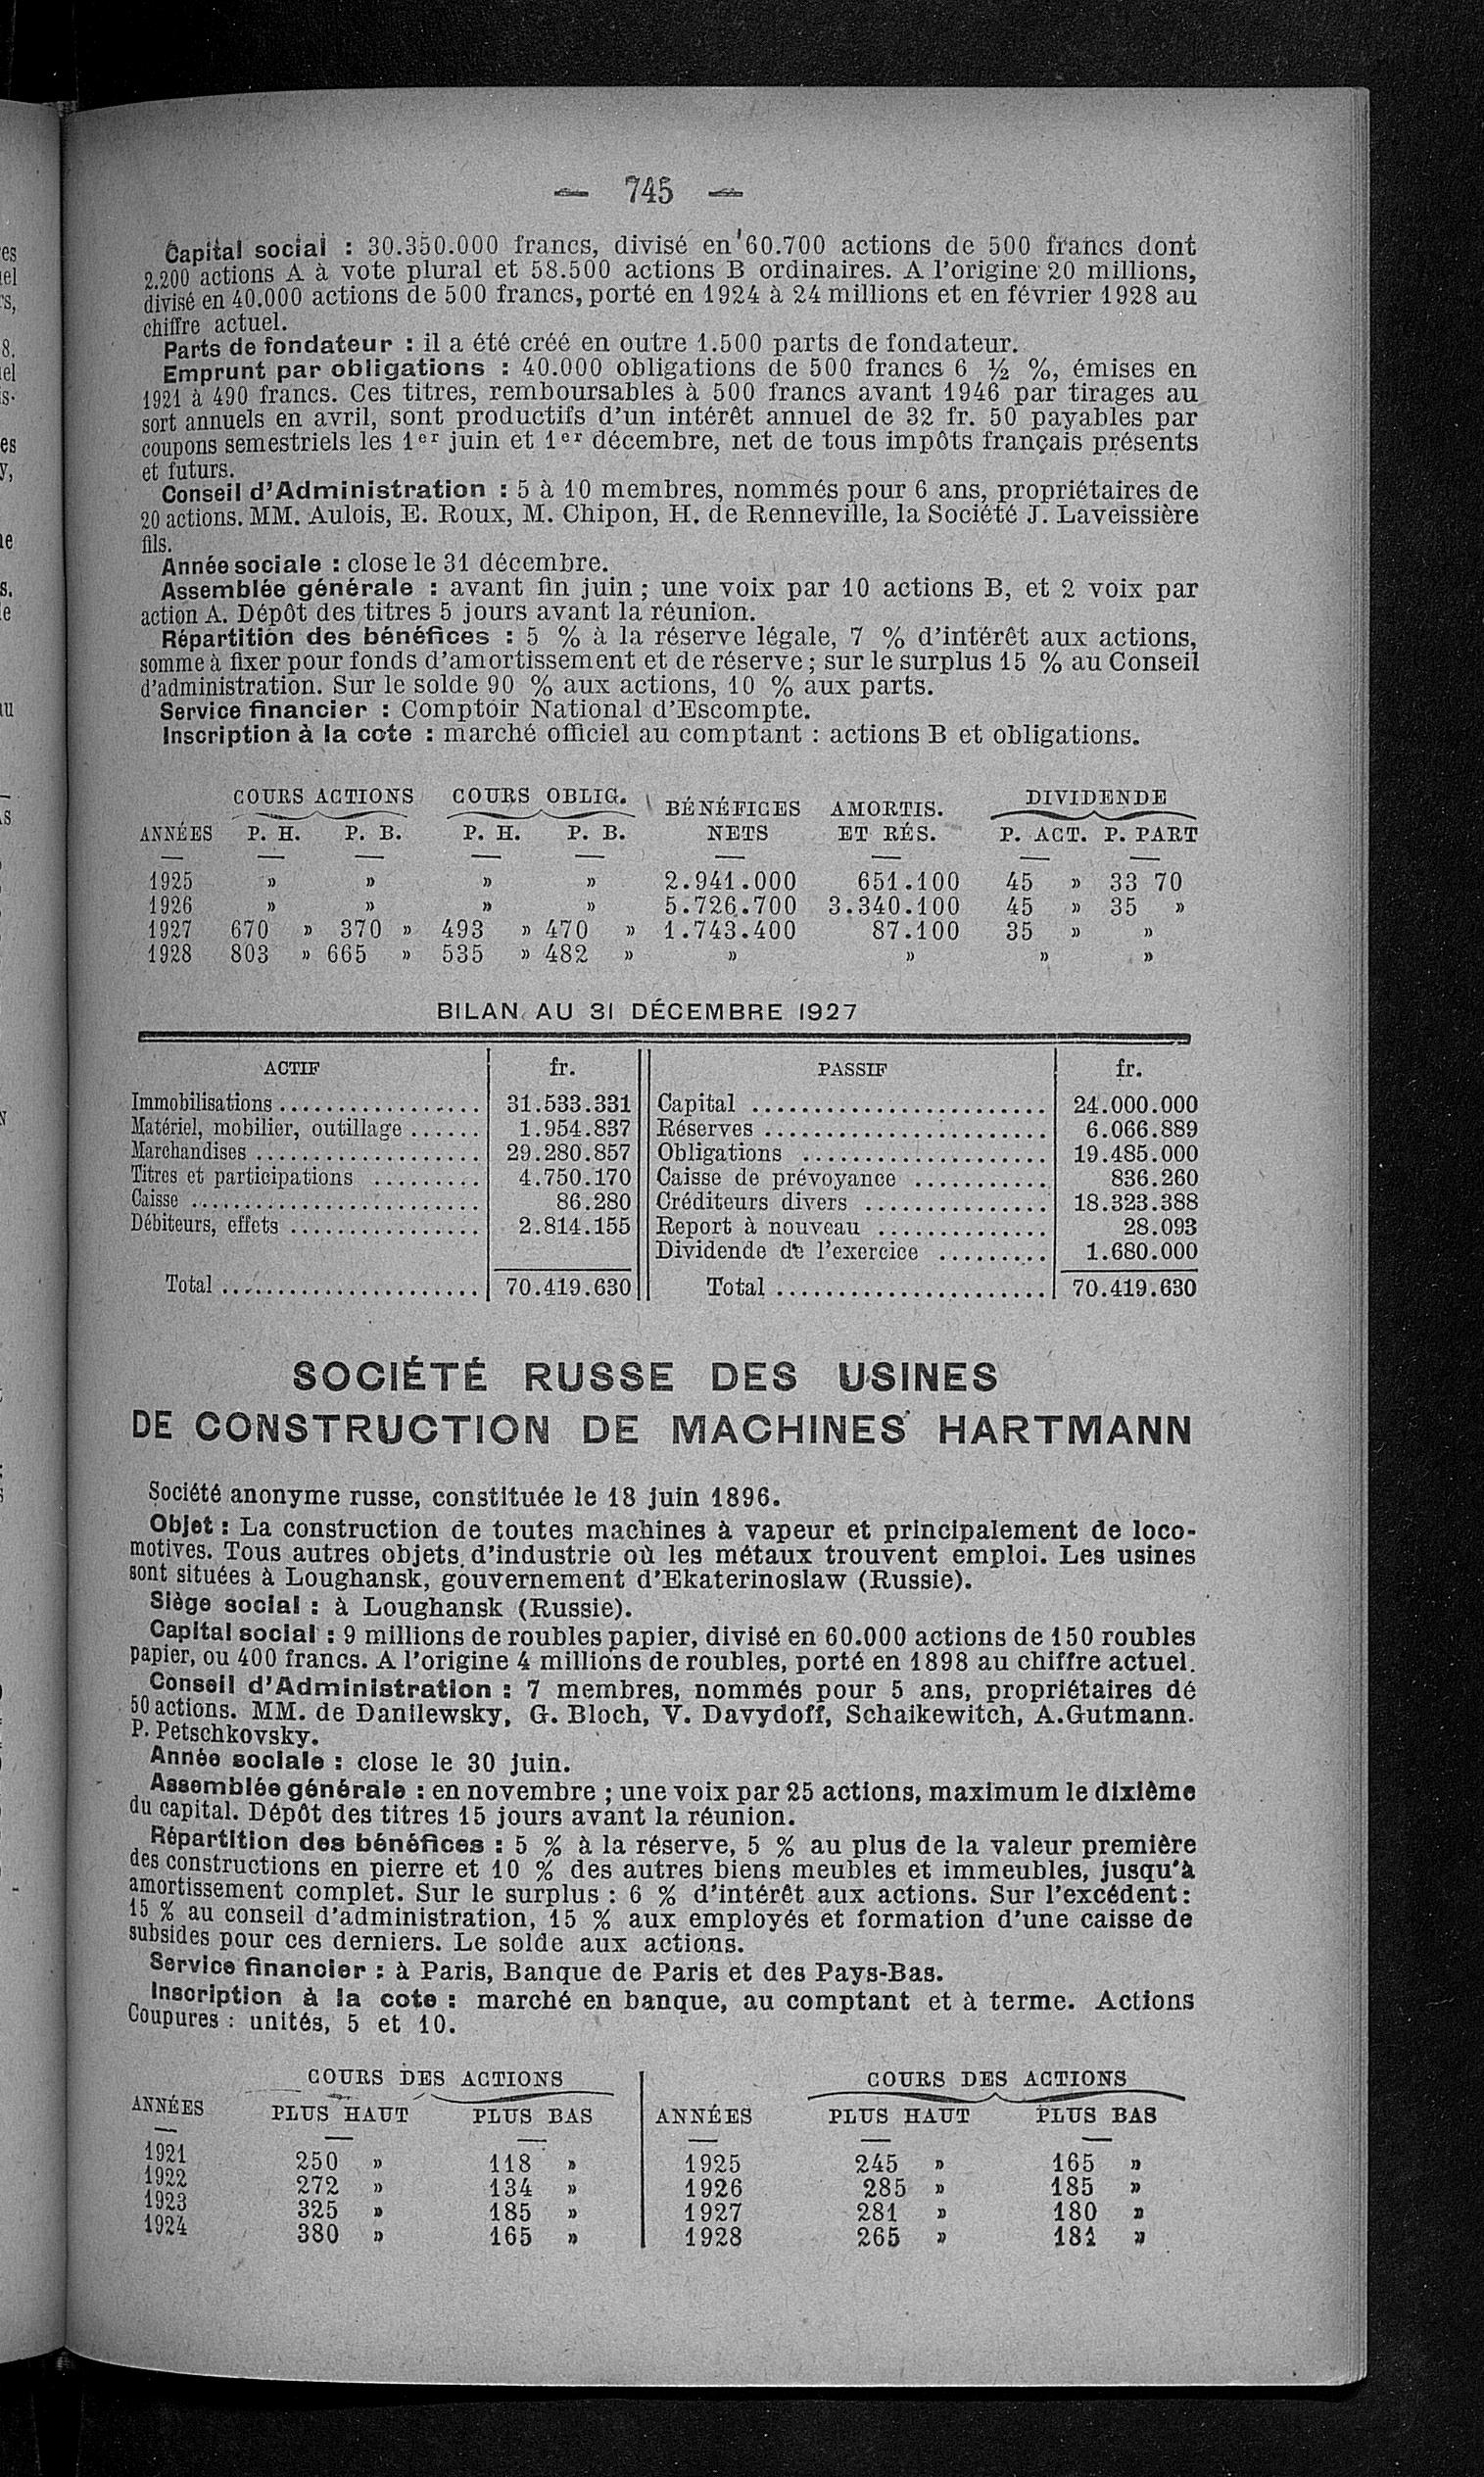 — 745 —
Capital social : 30.350.000 francs, divisé en 60.700 actions de 500 francs dont
2.200 actions A à vote plural et 58.500 actions B ordinaires. A l'origine 20 millions,
divisé en 40.000 actions de 500 francs, porté en 1924 à 24 millions et en février 1928 au
chiffre actuel.
Parts de fondateur : il a été créé en outre 1.500 parts de fondateur.
Emprunt par obligations : 40.000 obligations de 500 francs 6 ½ %, émises en
1921 à 490 francs. Ces titres, remboursables à 500 francs avant 1946 par tirages au
sort annuels en avril, sont productifs d'un intérêt annuel de 32 fr. 50 payables par
coupons semestriels les 1er juin et 1er décembre, net de tous impôts français présents
et futurs.
Conseil d'Administration : 5 à 10 membres, nommés pour 6 ans, propriétaires de
20 actions. MM. Aulois, E. Roux, M. Chipon, H. de Renneville, la Société J. Laveissière
fils.
Année sociale : close le 31 décembre.
Assemblée générale : avant fin juin ; une voix par 10 actions B, et 2 voix par
action A. Dépôt des titres 5 jours avant la réunion.
Répartition des bénéfices : 5 % à la réserve légale, 7 % d'intérêt aux actions,
somme à fixer pour fonds d'amortissement et de réserve ; sur le surplus 15 % au Conseil
d'administration. Sur le solde 90 % aux actions, 10 % aux parts.
Service financier : Comptoir National d'Escompte.
Inscription à la cote : marché officiel au comptant : actions B et obligations.
COURS ACTIONS COURS OBLIG. BÉNÉFICES AMORTIS. DIVIDENDE
ANNÉES P. H. P. B. P. H. P. B. NETS ET RÉS. P. ACT. P. PART
1925 » » » » 2.941.000 651.100 45 » 33 70
1926 » » » » 5.726.700 3.340.100 45 » 35 »
1927 670 » 370 » 493 » 470 » 1.743.400 87.100 35 » »
1928 803 » 665 » 535 » 482 » » » » »
BILAN AU 31 DÉCEMBRE 1927
ACTIF fr. PASSIF fr.
Immobilisations ................. 31.533.331 Capital ........................ 24.000.000
Matériel, mobilier, outillage ...... 1.954.837 Réserves ....................... 6.066.889
Marchandises ................... 29.280.857 Obligations .................... 19.485.000
Titres et participations ......... 4.750.170 Caisse de prévoyance ........... 836.260
Caisse ........................ 86.280 Créditeurs divers ............... 18.323.388
Débiteurs, effets ................ 2.814.155 Report à nouveau .............. 28.093
Dividende de l'exercice ......... 1.680.000
Total ...................... 70.419.630 Total ...................... 70.419.630
SOCIÉTÉ RUSSE DES USINES
DE CONSTRUCTION DE MACHINES HARTMANN
Société anonyme russe, constituée le 18 juin 1896.
Objet : La construction de toutes machines à vapeur et principalement de loco-
motives. Tous autres objets d'industrie où les métaux trouvent emploi. Les usines
sont situées à Loughansk, gouvernement d'Ekaterinoslaw (Russie).
Siège social : à Loughansk (Russie).
Capital social : 9 millions de roubles papier, divisé en 60.000 actions de 150 roubles
papier, ou 400 francs. A l'origine 4 millions de roubles, porté en 1898 au chiffre actuel.
Conseil d'Administration : 7 membres, nommés pour 5 ans, propriétaires dé
50 actions. MM. de Danilewsky, G. Bloch, V. Davydoff, Schaikewitch, A.Gutmann.
P. Petschkovsky.
Année sociale : close le 30 juin.
Assemblée générale : en novembre ; une voix par 25 actions, maximum le dixième
du capital. Dépôt des titres 15 jours avant la réunion.
Répartition des bénéfices : 5 % à la réserve, 5 % au plus de la valeur première
des constructions en pierre et 10 % des autres biens meubles et immeubles, jusqu'à
amortissement complet. Sur le surplus : 6 % d'intérêt aux actions. Sur l'excédent :
15 % au conseil d'administration, 15 % aux employés et formation d'une caisse de
subsides pour ces derniers. Le solde aux actions.
Service financier : à Paris, Banque de Paris et des Pays-Bas.
Inscription à la cote : marché en banque, au comptant et à terme. Actions
Coupures : unités, 5 et 10.
COURS DES ACTIONS COURS DES ACTIONS
ANNÉES PLUS HAUT PLUS BAS ANNÉES PLUS HAUT PLUS BAS
1921 250 » 118 » 1925 245 » 165 »
1922 272 » 134 » 1926 285 » 185 »
1923 325 » 185 » 1927 281 » 180 »
1924 380 » 165 » 1928 265 » 181 »